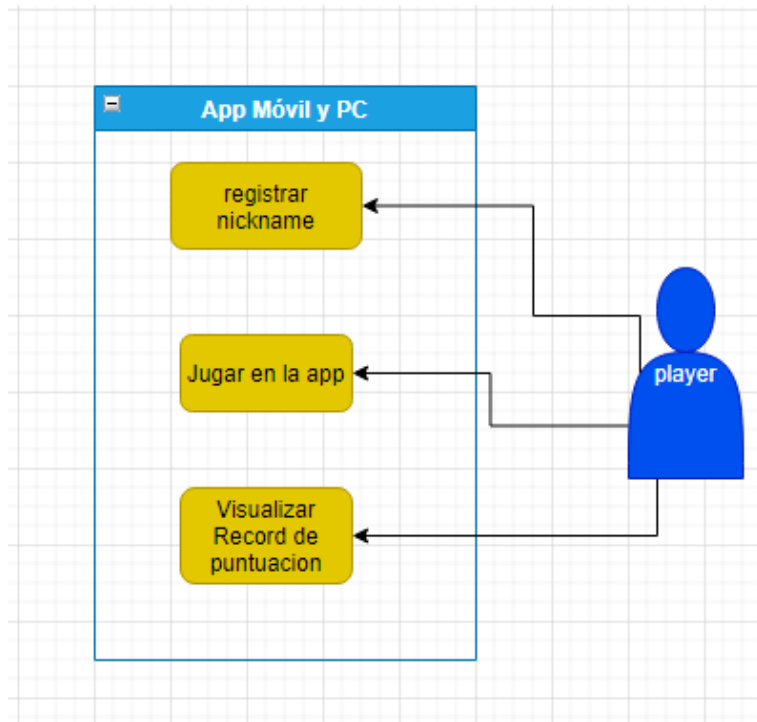 App Móvil y PC
registrar
nickname
Jugar en la app
player
Visualizar
Record de
puntuacion